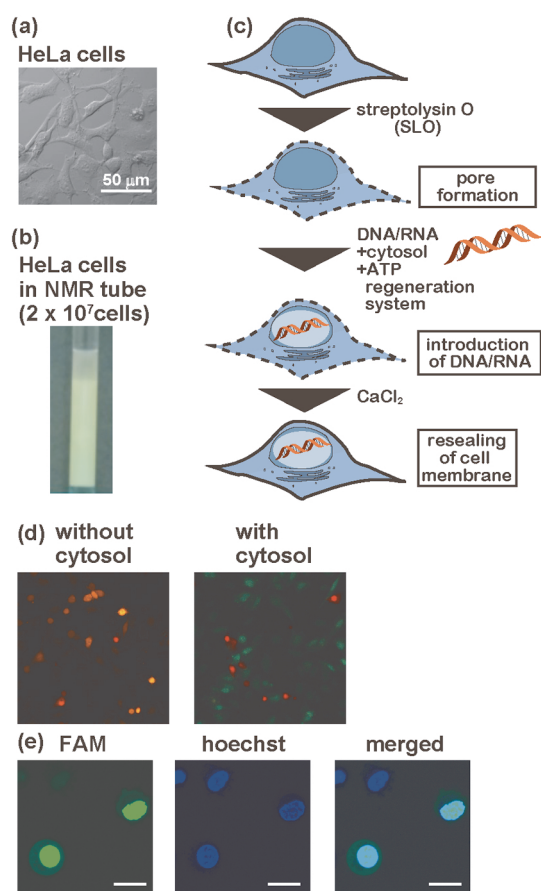 (a)
HeLa cells
50 μm
(b)
HeLa cells
in NMR tube
(2 x 10⁷cells)
(c)
streptolysin O
(SLO)
pore
formation
DNA/RNA
+cytosol
+ATP
regeneration
system
introduction
of DNA/RNA
CaCl₂
resealing
of cell
membrane
(d)
without
cytosol
with
cytosol
(e)
FAM
hoechst
merged